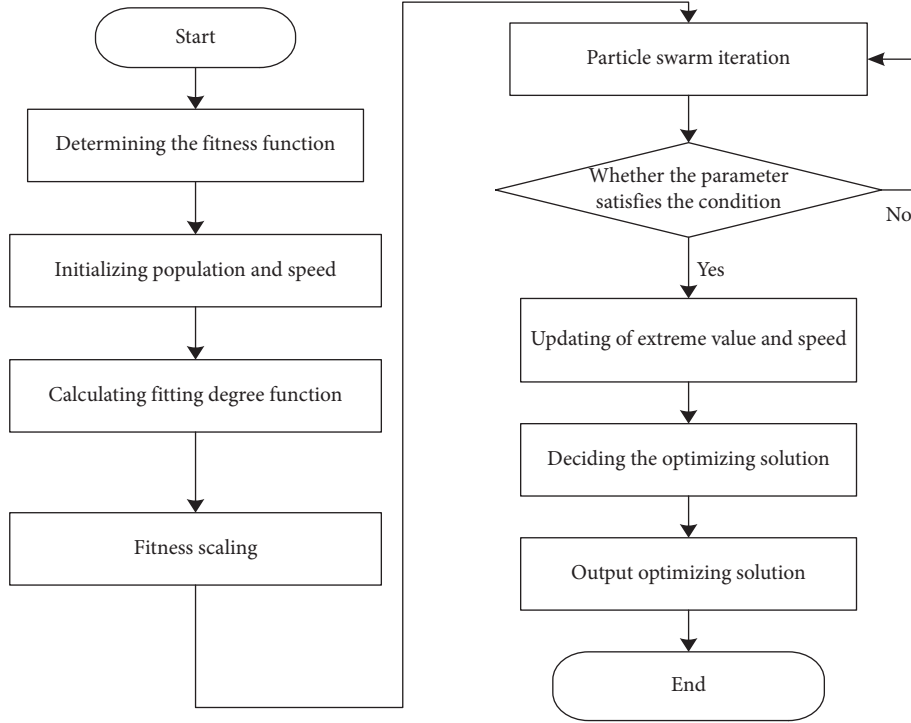 Start
Determining the fitness function
Initializing population and speed
Calculating fitting degree function
Fitness scaling
Particle swarm iteration
Whether the parameter
satisfies the condition
No
Yes
Updating of extreme value and speed
Deciding the optimizing solution
Output optimizing solution
End